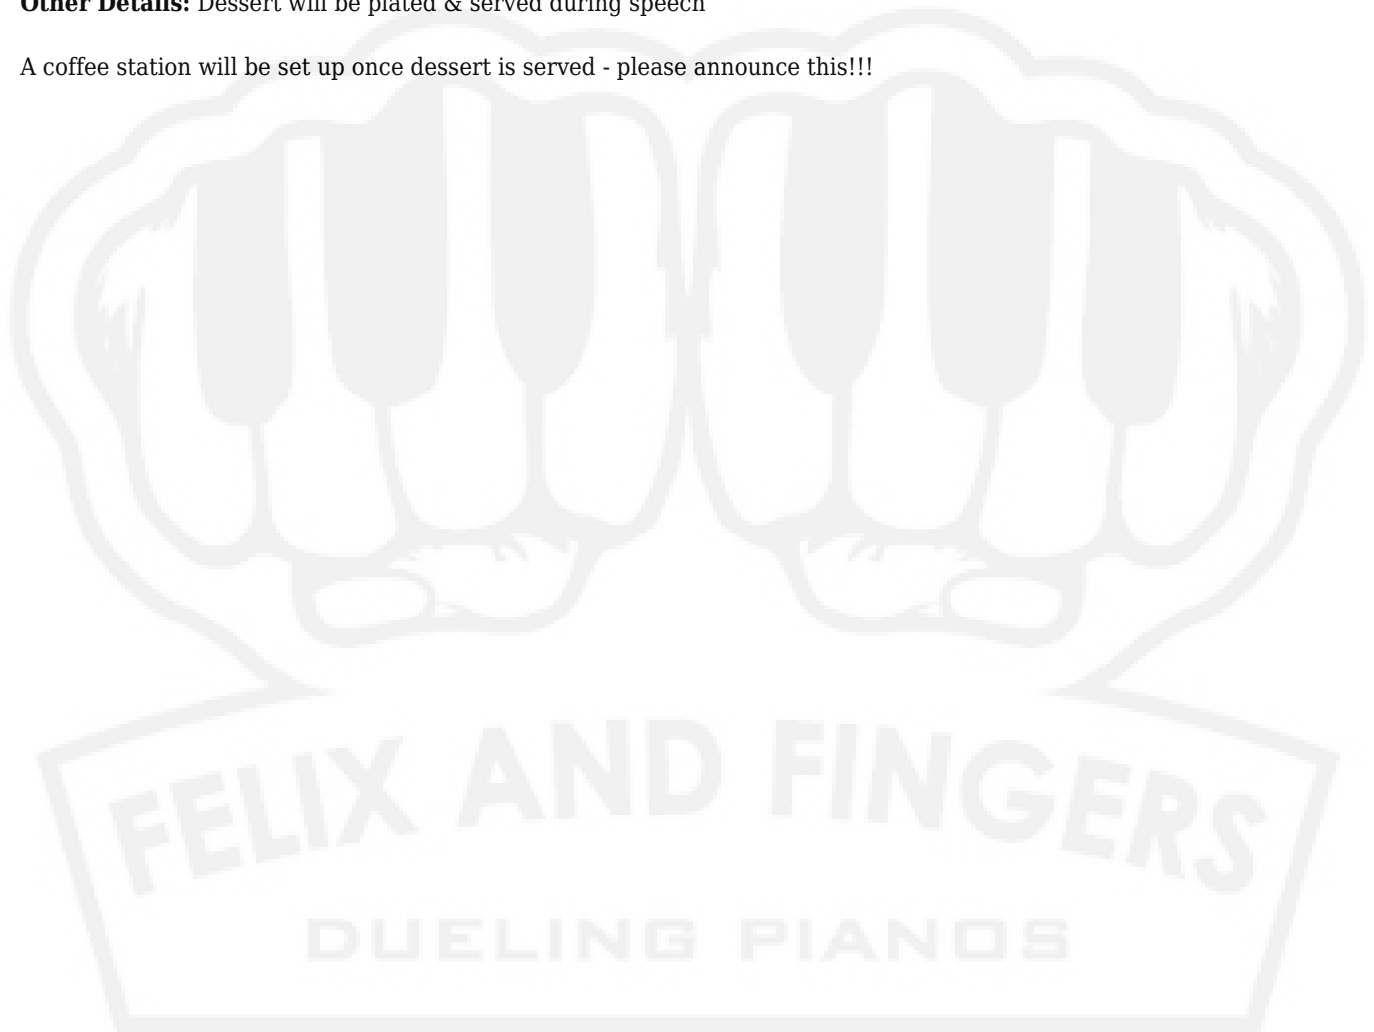 Other Details: Dessert will be plated & served during speech
A coffee station will be set up once dessert is served - please announce this!!!
FELIX AND FINGERS
DUELING PIANOS